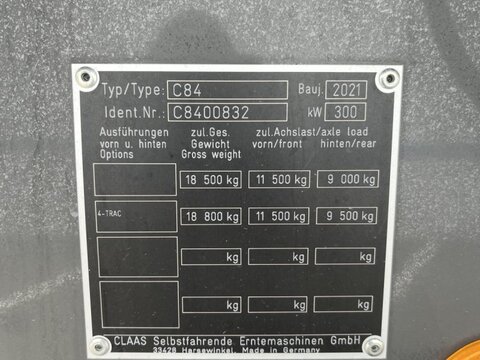 Typ/Type: C84 Bauj. 2021
Ident.Nr.: C8400832 kW 300
Ausführungen zul.Ges. zul.Achslast/axle load
vorn u. hinten Gewicht vorn/front hinten/rear
Options Gross weight
18 500 kg 11 500 kg 9 000 kg
4-TRAC 18 800 kg 11 500 kg 9 500 kg
kg kg kg
kg kg kg
CLAAS Selbstfahrende Erntemaschinen GmbH
33428 Harsewinkel, Made in Germany